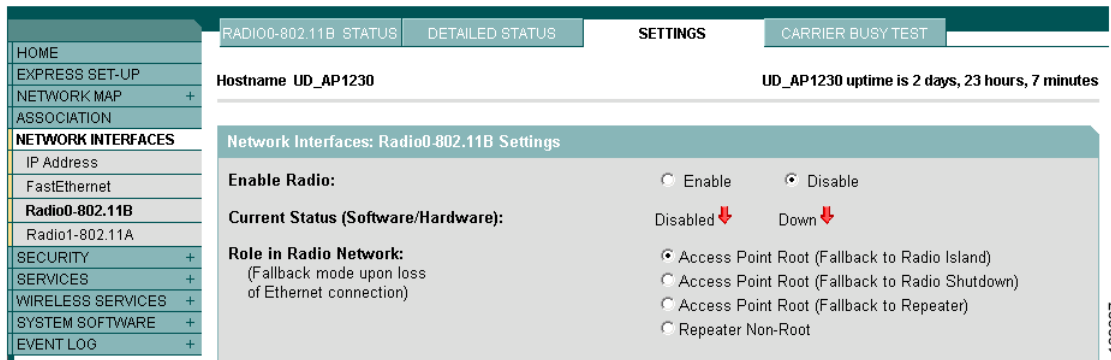 RADIO0-802.11B STATUS DETAILED STATUS SETTINGS CARRIER BUSY TEST
HOME
EXPRESS SET-UP
NETWORK MAP +
ASSOCIATION
NETWORK INTERFACES
IP Address
FastEthernet
Radio0-802.11B
Radio1-802.11A
SECURITY +
SERVICES +
WIRELESS SERVICES +
SYSTEM SOFTWARE +
EVENT LOG +
Hostname UD_AP1230 UD_AP1230 uptime is 2 days, 23 hours, 7 minutes
Network Interfaces: Radio0-802.11B Settings
Enable Radio: Enable Disable
Current Status (Software/Hardware): Disabled Down
Role in Radio Network:
(Fallback mode upon loss
of Ethernet connection)
Access Point Root (Fallback to Radio Island)
Access Point Root (Fallback to Radio Shutdown)
Access Point Root (Fallback to Repeater)
Repeater Non-Root